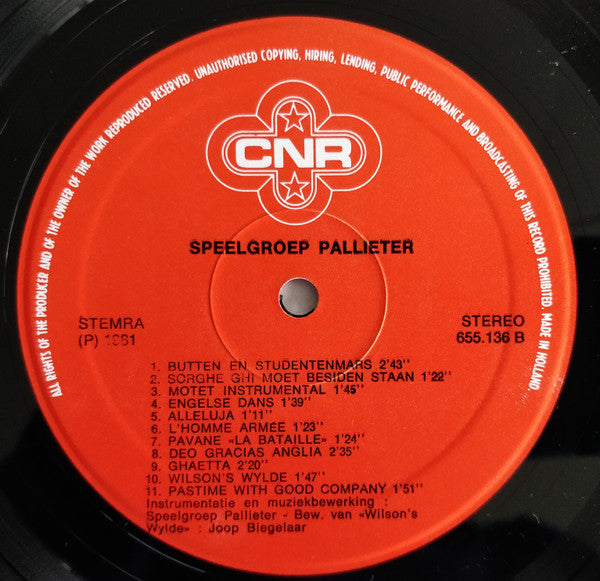 ALL RIGHTS OF THE PRODUCER AND OF THE OWNER OF THE WORK REPRODUCED RESERVED. UNAUTHORISED COPYING, HIRING, LENDING, PUBLIC PERFORMANCE AND BROADCASTING OF THIS RECORD PROHIBITED. MADE IN HOLLAND.
CNR
SPEELGROEP PALLIETER
STEMRA
(P) 1981
STEREO
655.136 B
1. BUTTEN EN STUDENTENMARS 2'43''
2. SORGHE GHI MOET BESIDEN STAAN 1'22''
3. MOTET INSTRUMENTAL 1'45''
4. ENGELSE DANS 1'39''
5. ALLELUJA 1'11''
6. L'HOMME ARMÉE 1'23''
7. PAVANE «LA BATAILLE» 1'24''
8. DEO GRACIAS ANGLIA 2'35''
9. GHAETTA 2'20''
10. WILSON'S WYLDE 1'47''
11. PASTIME WITH GOOD COMPANY 1'51''
Instrumentatie en muziekbewerking :
Speelgroep Pallieter - Bew. van «Wilson's
Wylde» : Joop Biegelaar